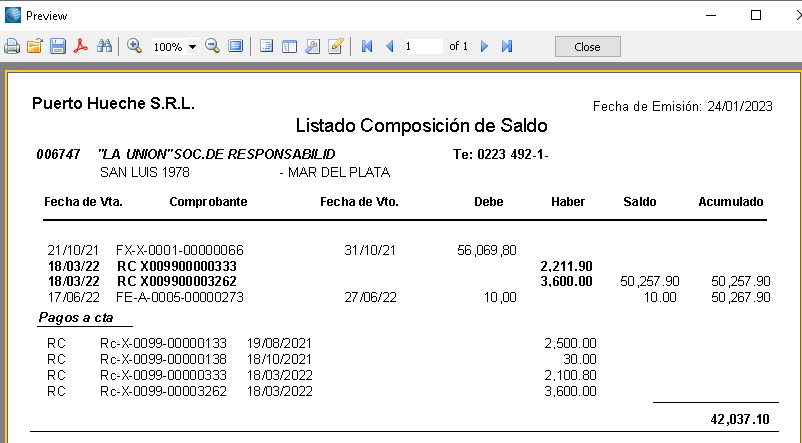 Preview
100%
1 of 1
Close
Puerto Hueche S.R.L.
Fecha de Emisión: 24/01/2023
Listado Composición de Saldo
006747 "LA UNION"SOC.DE RESPONSABILID Te: 0223 492-1-
SAN LUIS 1978 - MAR DEL PLATA
Fecha de Vta. Comprobante Fecha de Vto. Debe Haber Saldo Acumulado
21/10/21 FX-X-0001-00000066 31/10/21 56,069,80
18/03/22 RC X009900000333 2,211.90
18/03/22 RC X009900003262 3,600.00 50,257.90 50,257.90
17/06/22 FE-A-0005-00000273 27/06/22 10,00 10.00 50,267.90
Pagos a cta
RC Rc-X-0099-00000133 19/08/2021 2,500.00
RC Rc-X-0099-00000138 18/10/2021 30.00
RC Rc-X-0099-00000333 18/03/2022 2,100.80
RC Rc-X-0099-00003262 18/03/2022 3,600.00
42,037.10